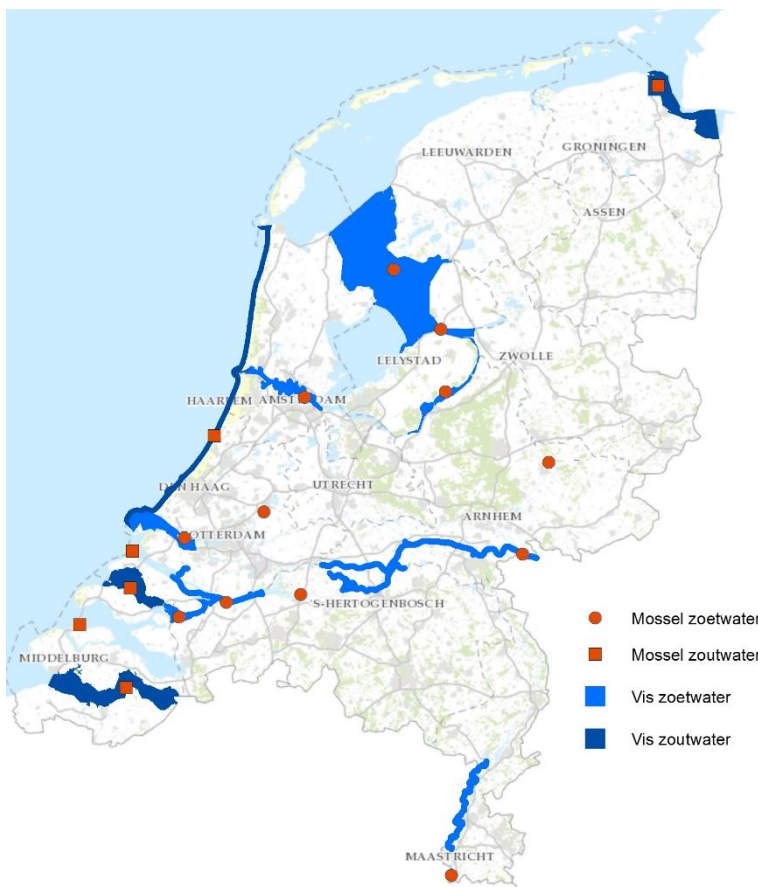 LEEUWARDEN
GRONINGEN
ASSEN
LELYSTAD
ZWOLLE
HAARLEM
AMSTERDAM
DEN HAAG
UTRECHT
ARNHEM
OTTERDAM
'S-HERTOGENBOSCH
MIDDELBURG
MAASTRICHT
Mossel zoetwater
Mossel zoutwater
Vis zoetwater
Vis zoutwater